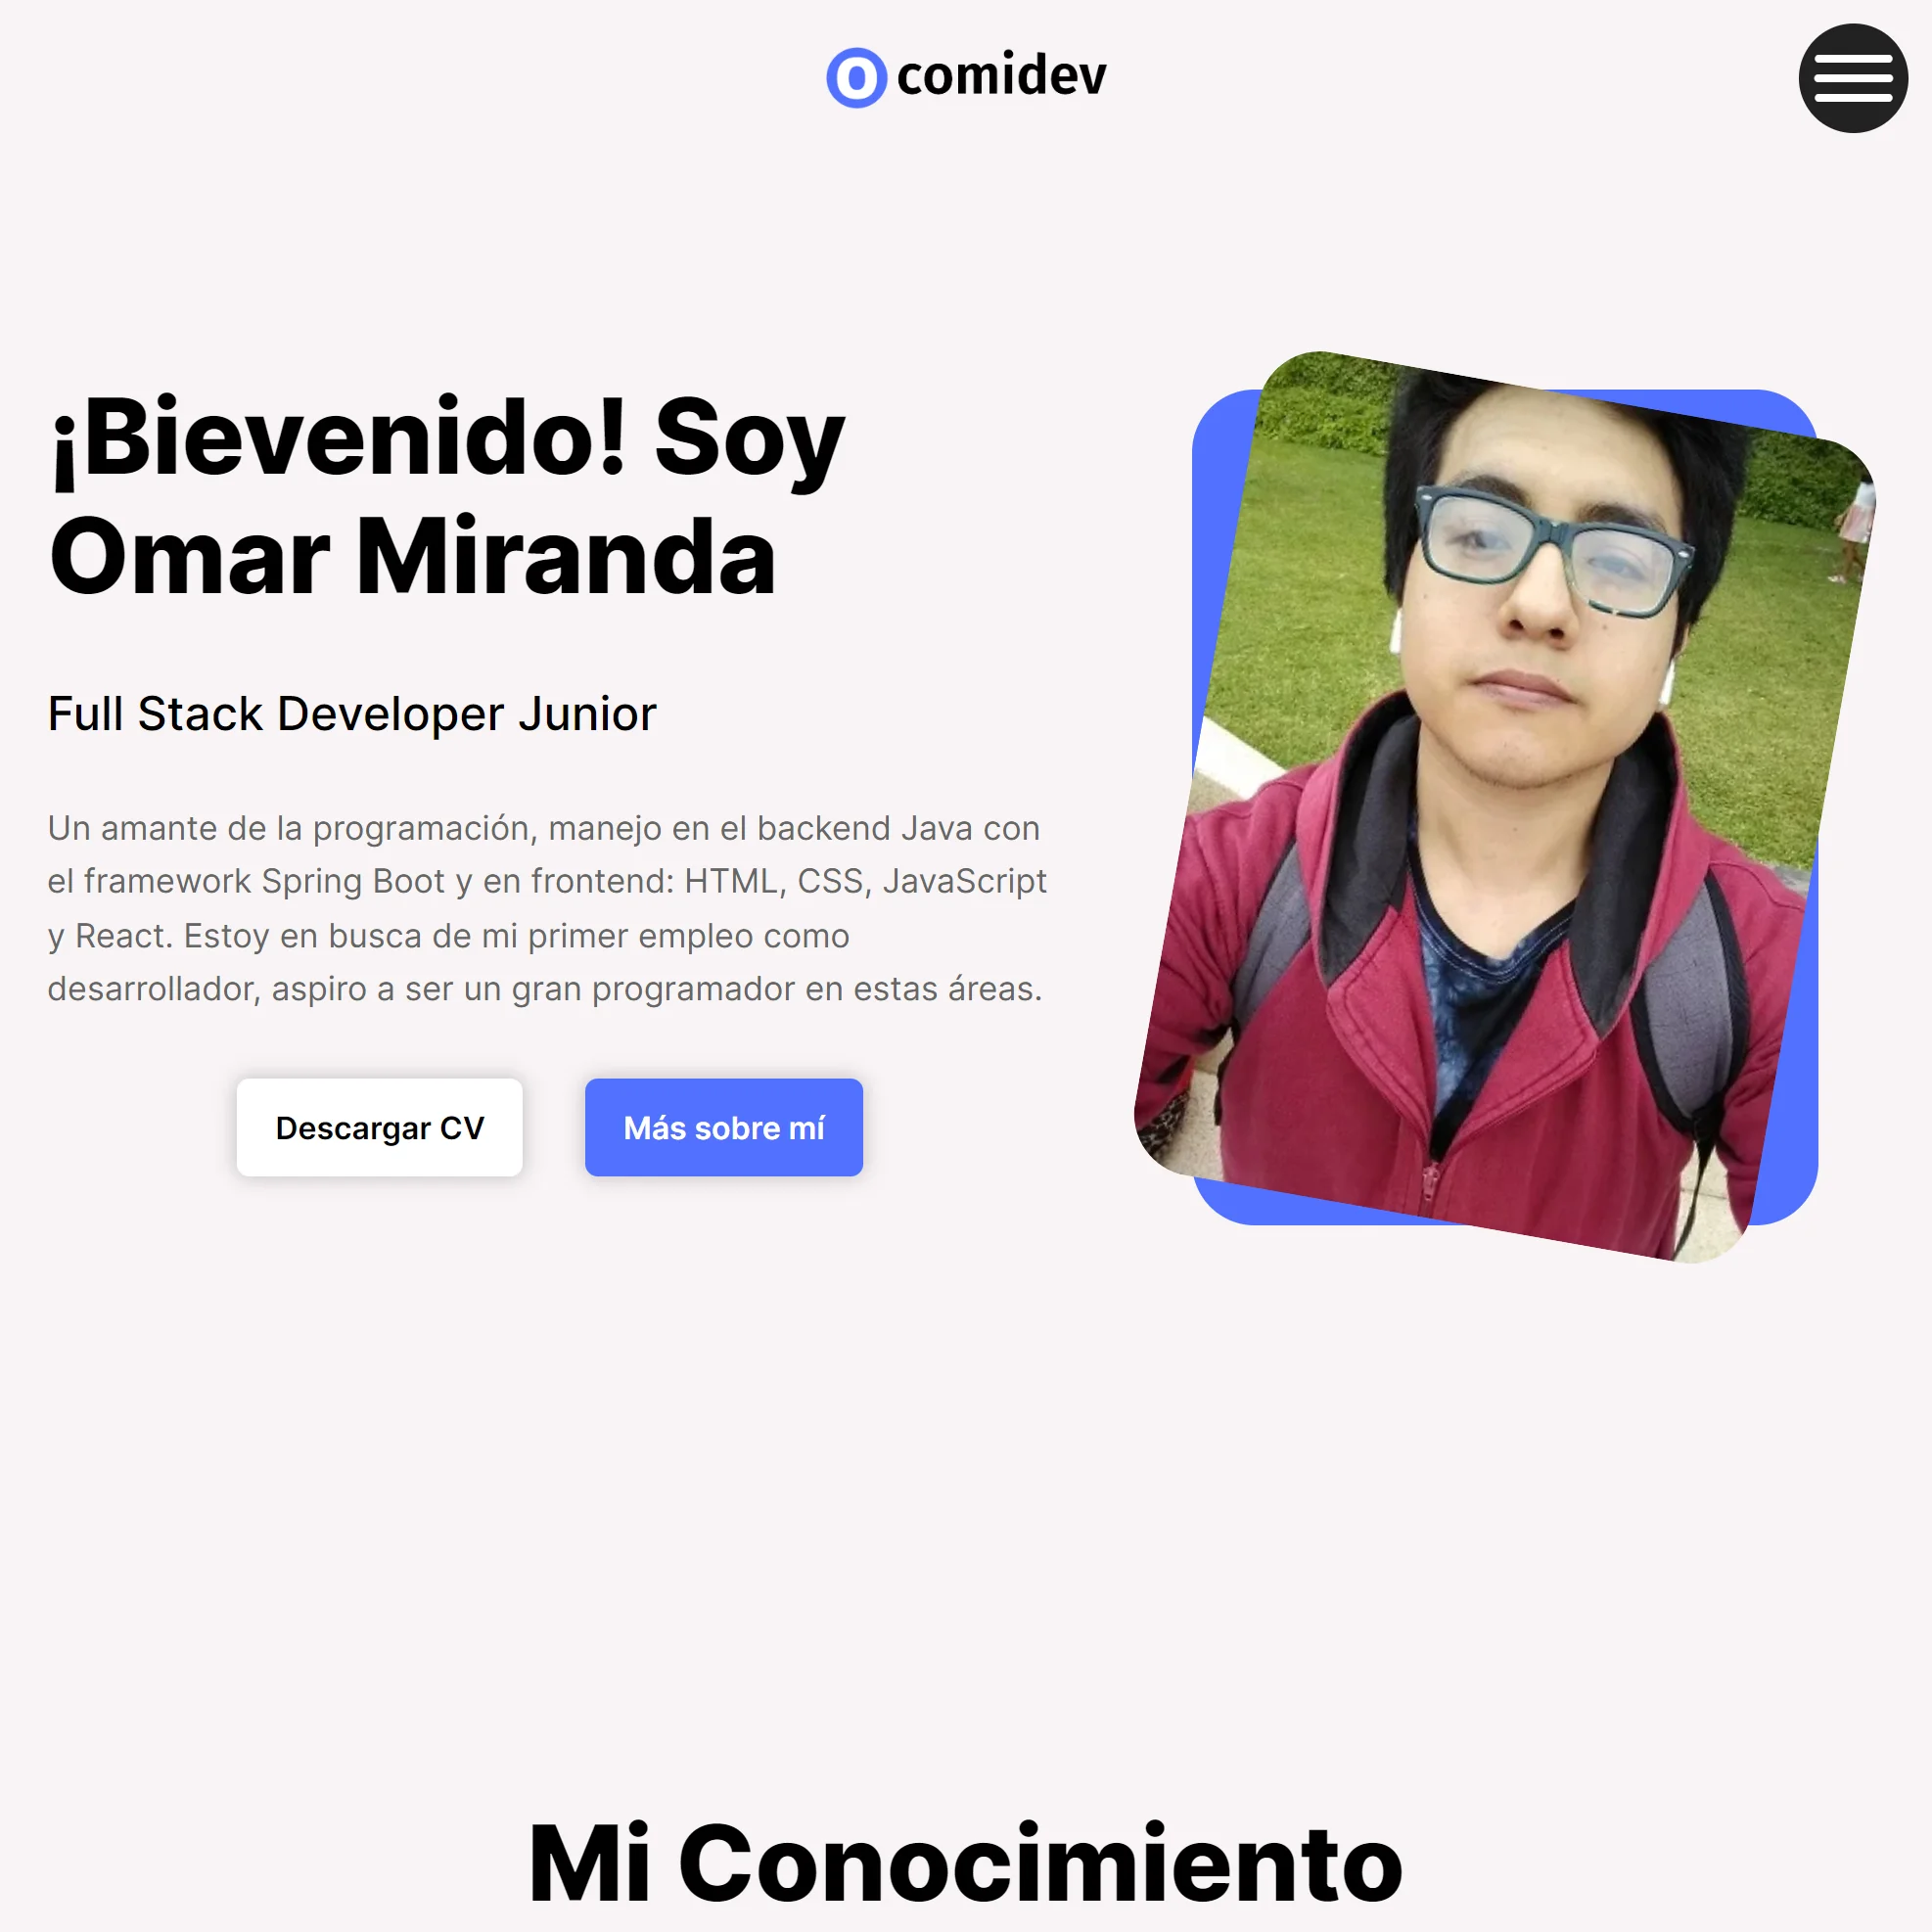 o comidev
¡Bievenido! Soy
Omar Miranda
Full Stack Developer Junior
Un amante de la programación, manejo en el backend Java con
el framework Spring Boot y en frontend: HTML, CSS, JavaScript
y React. Estoy en busca de mi primer empleo como
desarrollador, aspiro a ser un gran programador en estas áreas.
Descargar CV
Más sobre mí
Mi Conocimiento